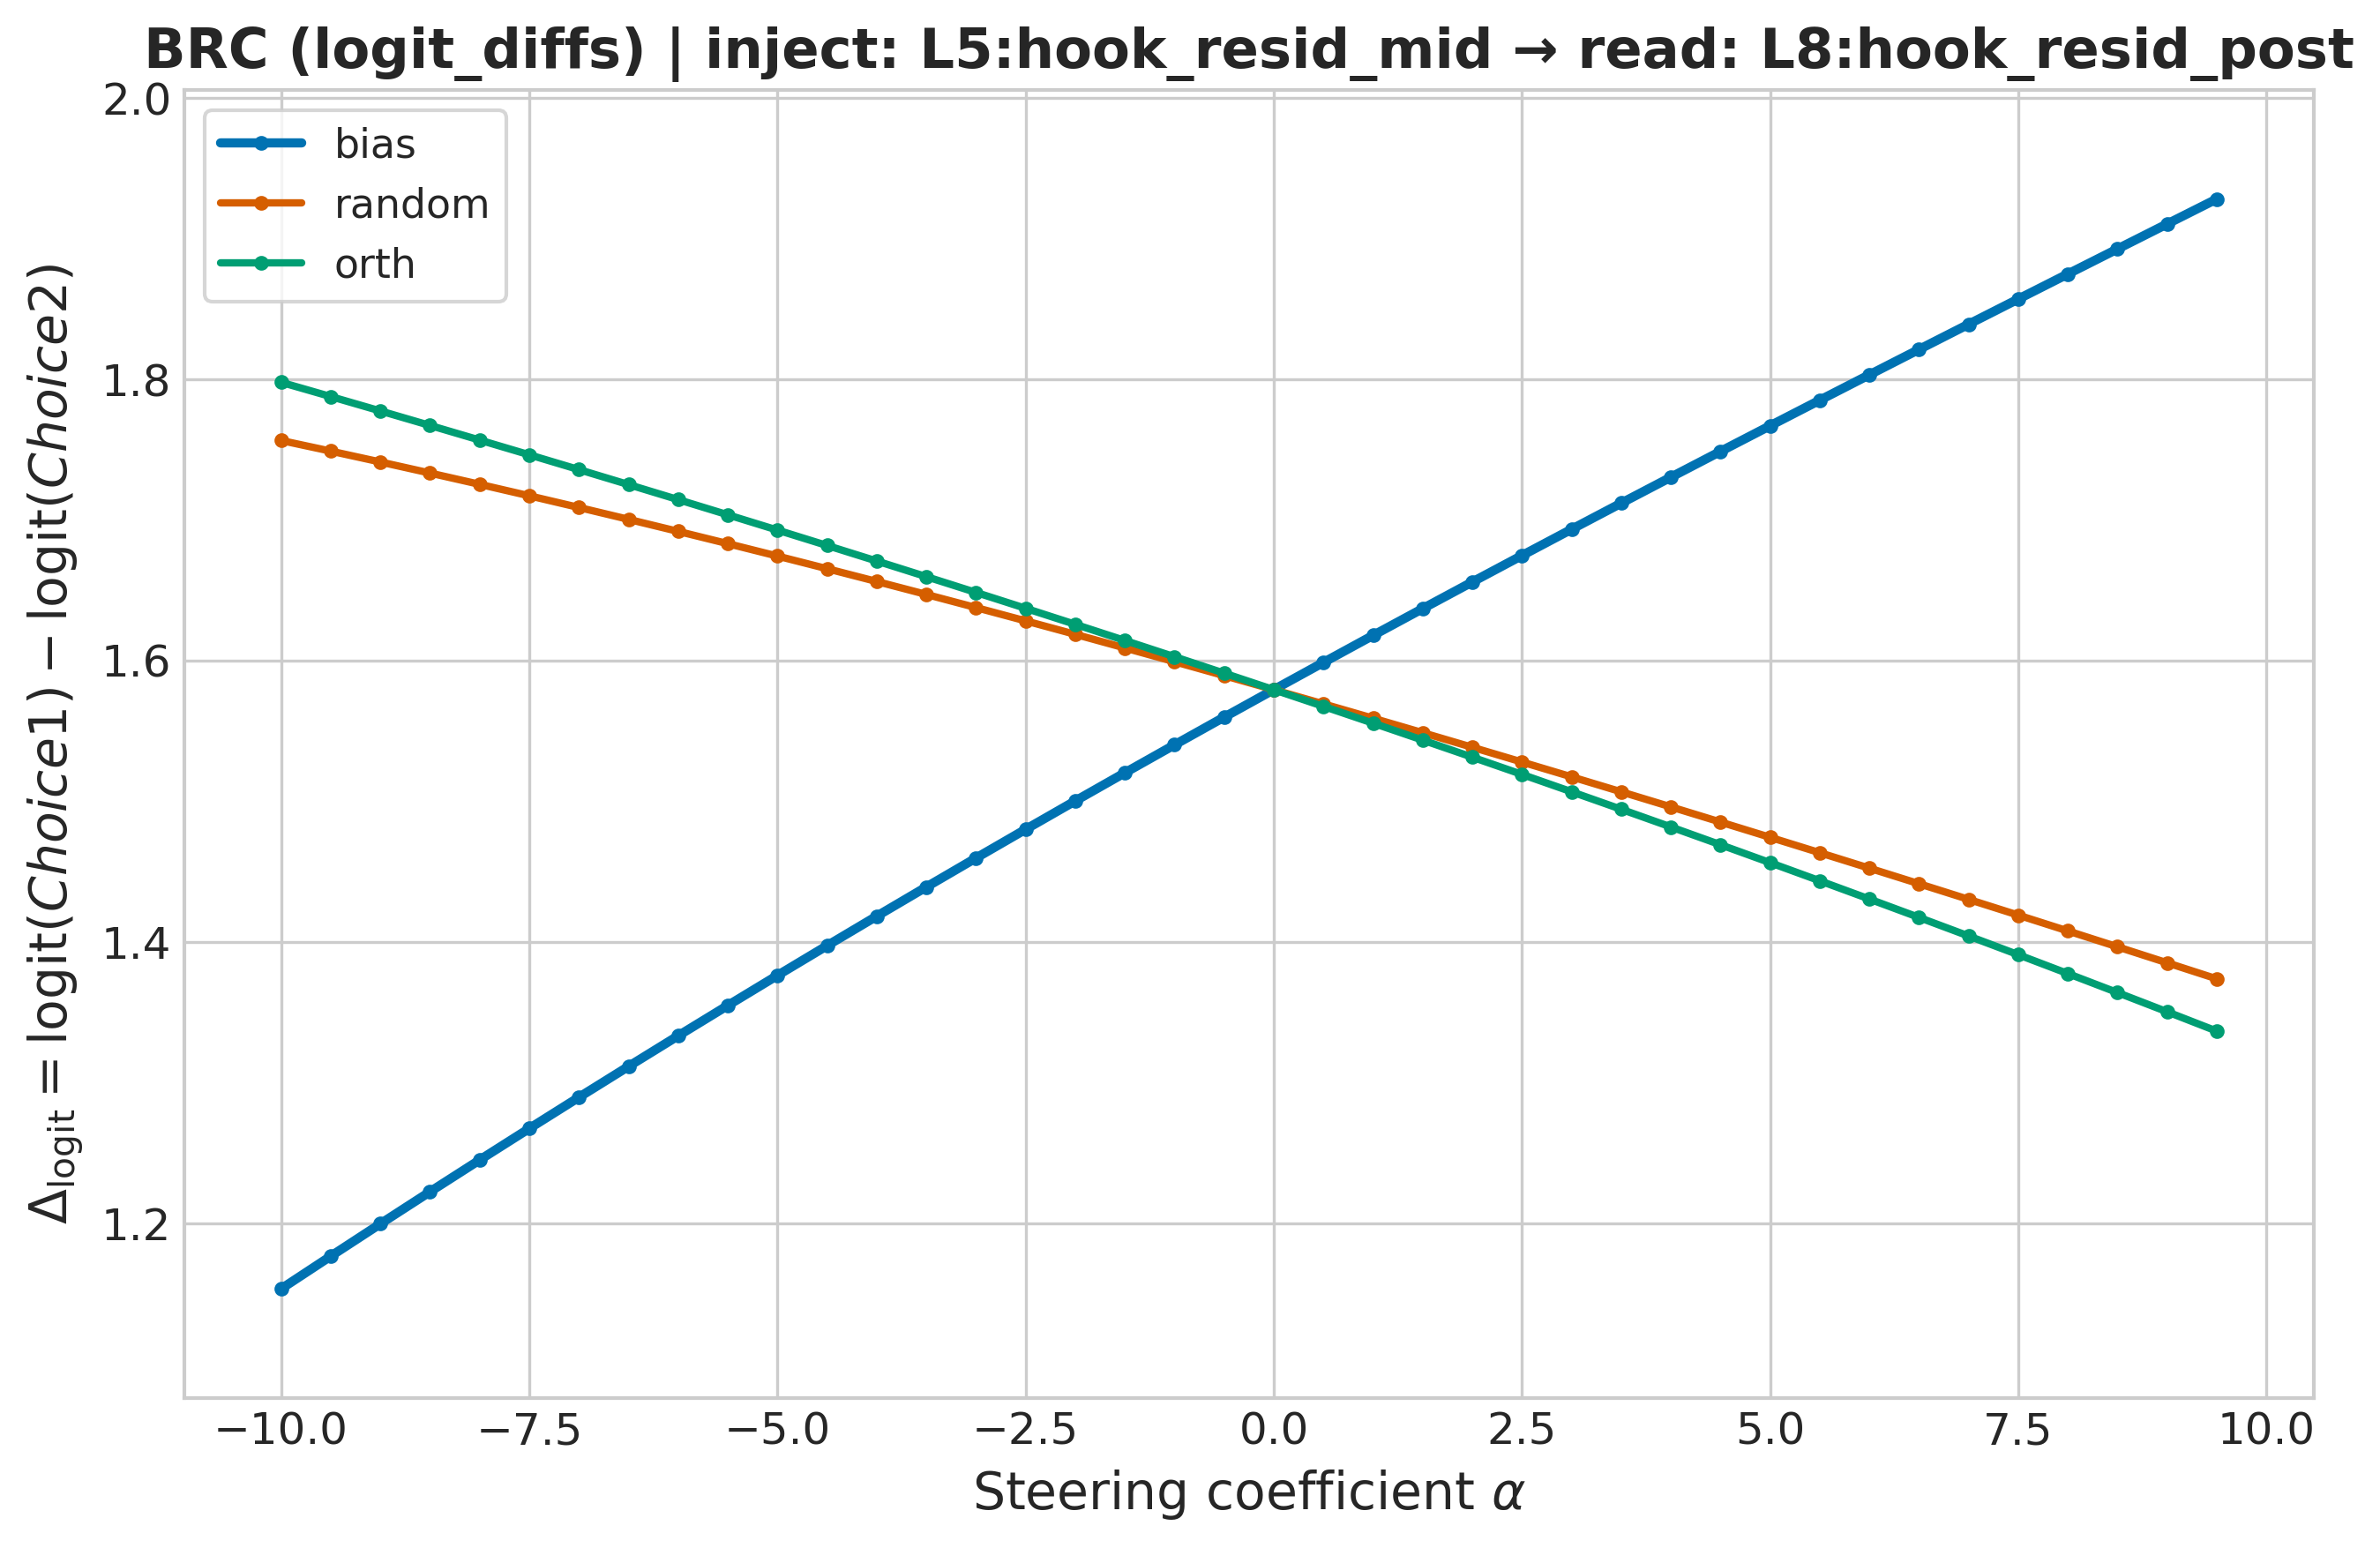 BRC (logit_diffs) | inject: L5:hook_resid_mid → read: L8:hook_resid_post
bias
random
orth
Δlogit = logit(Choice1) − logit(Choice2)
2.0
1.8
1.6
1.4
1.2
−10.0 −7.5 −5.0 −2.5 0.0 2.5 5.0 7.5 10.0
Steering coefficient α